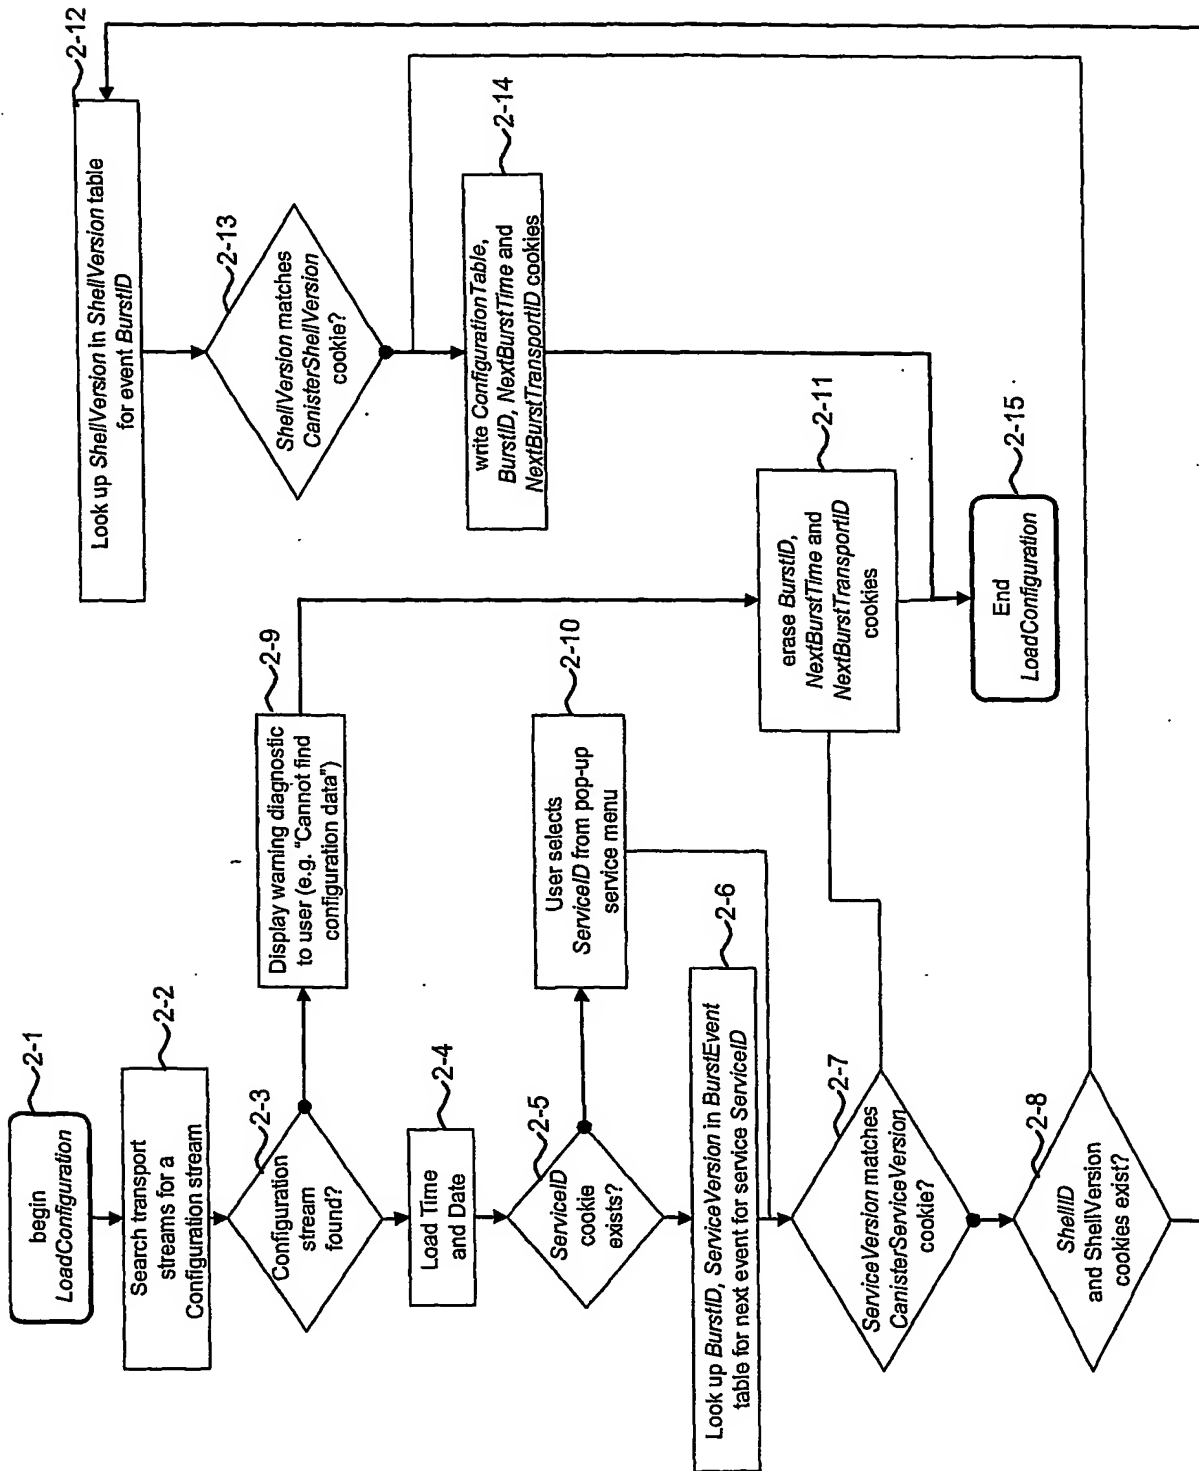 2-1
begin
LoadConfiguration
2-2
Search transport
streams for a
Configuration stream
2-3
Configuration
stream
found?
2-4
Load Time
and Date
2-5
ServiceID
cookie
exists?
2-6
Look up BurstID, ServiceVersion in BurstEvent
table for next event for service ServiceID
2-7
ServiceVersion matches
CanisterServiceVersion
cookie?
2-8
ShellID
and ShellVersion
cookies exist?
2-9
Display warning diagnostic
to user (e.g. "Cannot find
configuration data")
2-10
User selects
ServiceID from pop-up
service menu
2-11
erase BurstID,
NextBurstTime and
NextBurstTransportID
cookies
2-12
Look up ShellVersion in ShellVersion table
for event BurstID
2-13
ShellVersion matches
CanisterShellVersion
cookie?
2-14
write ConfigurationTable,
BurstID, NextBurstTime and
NextBurstTransportID cookies
2-15
End
LoadConfiguration